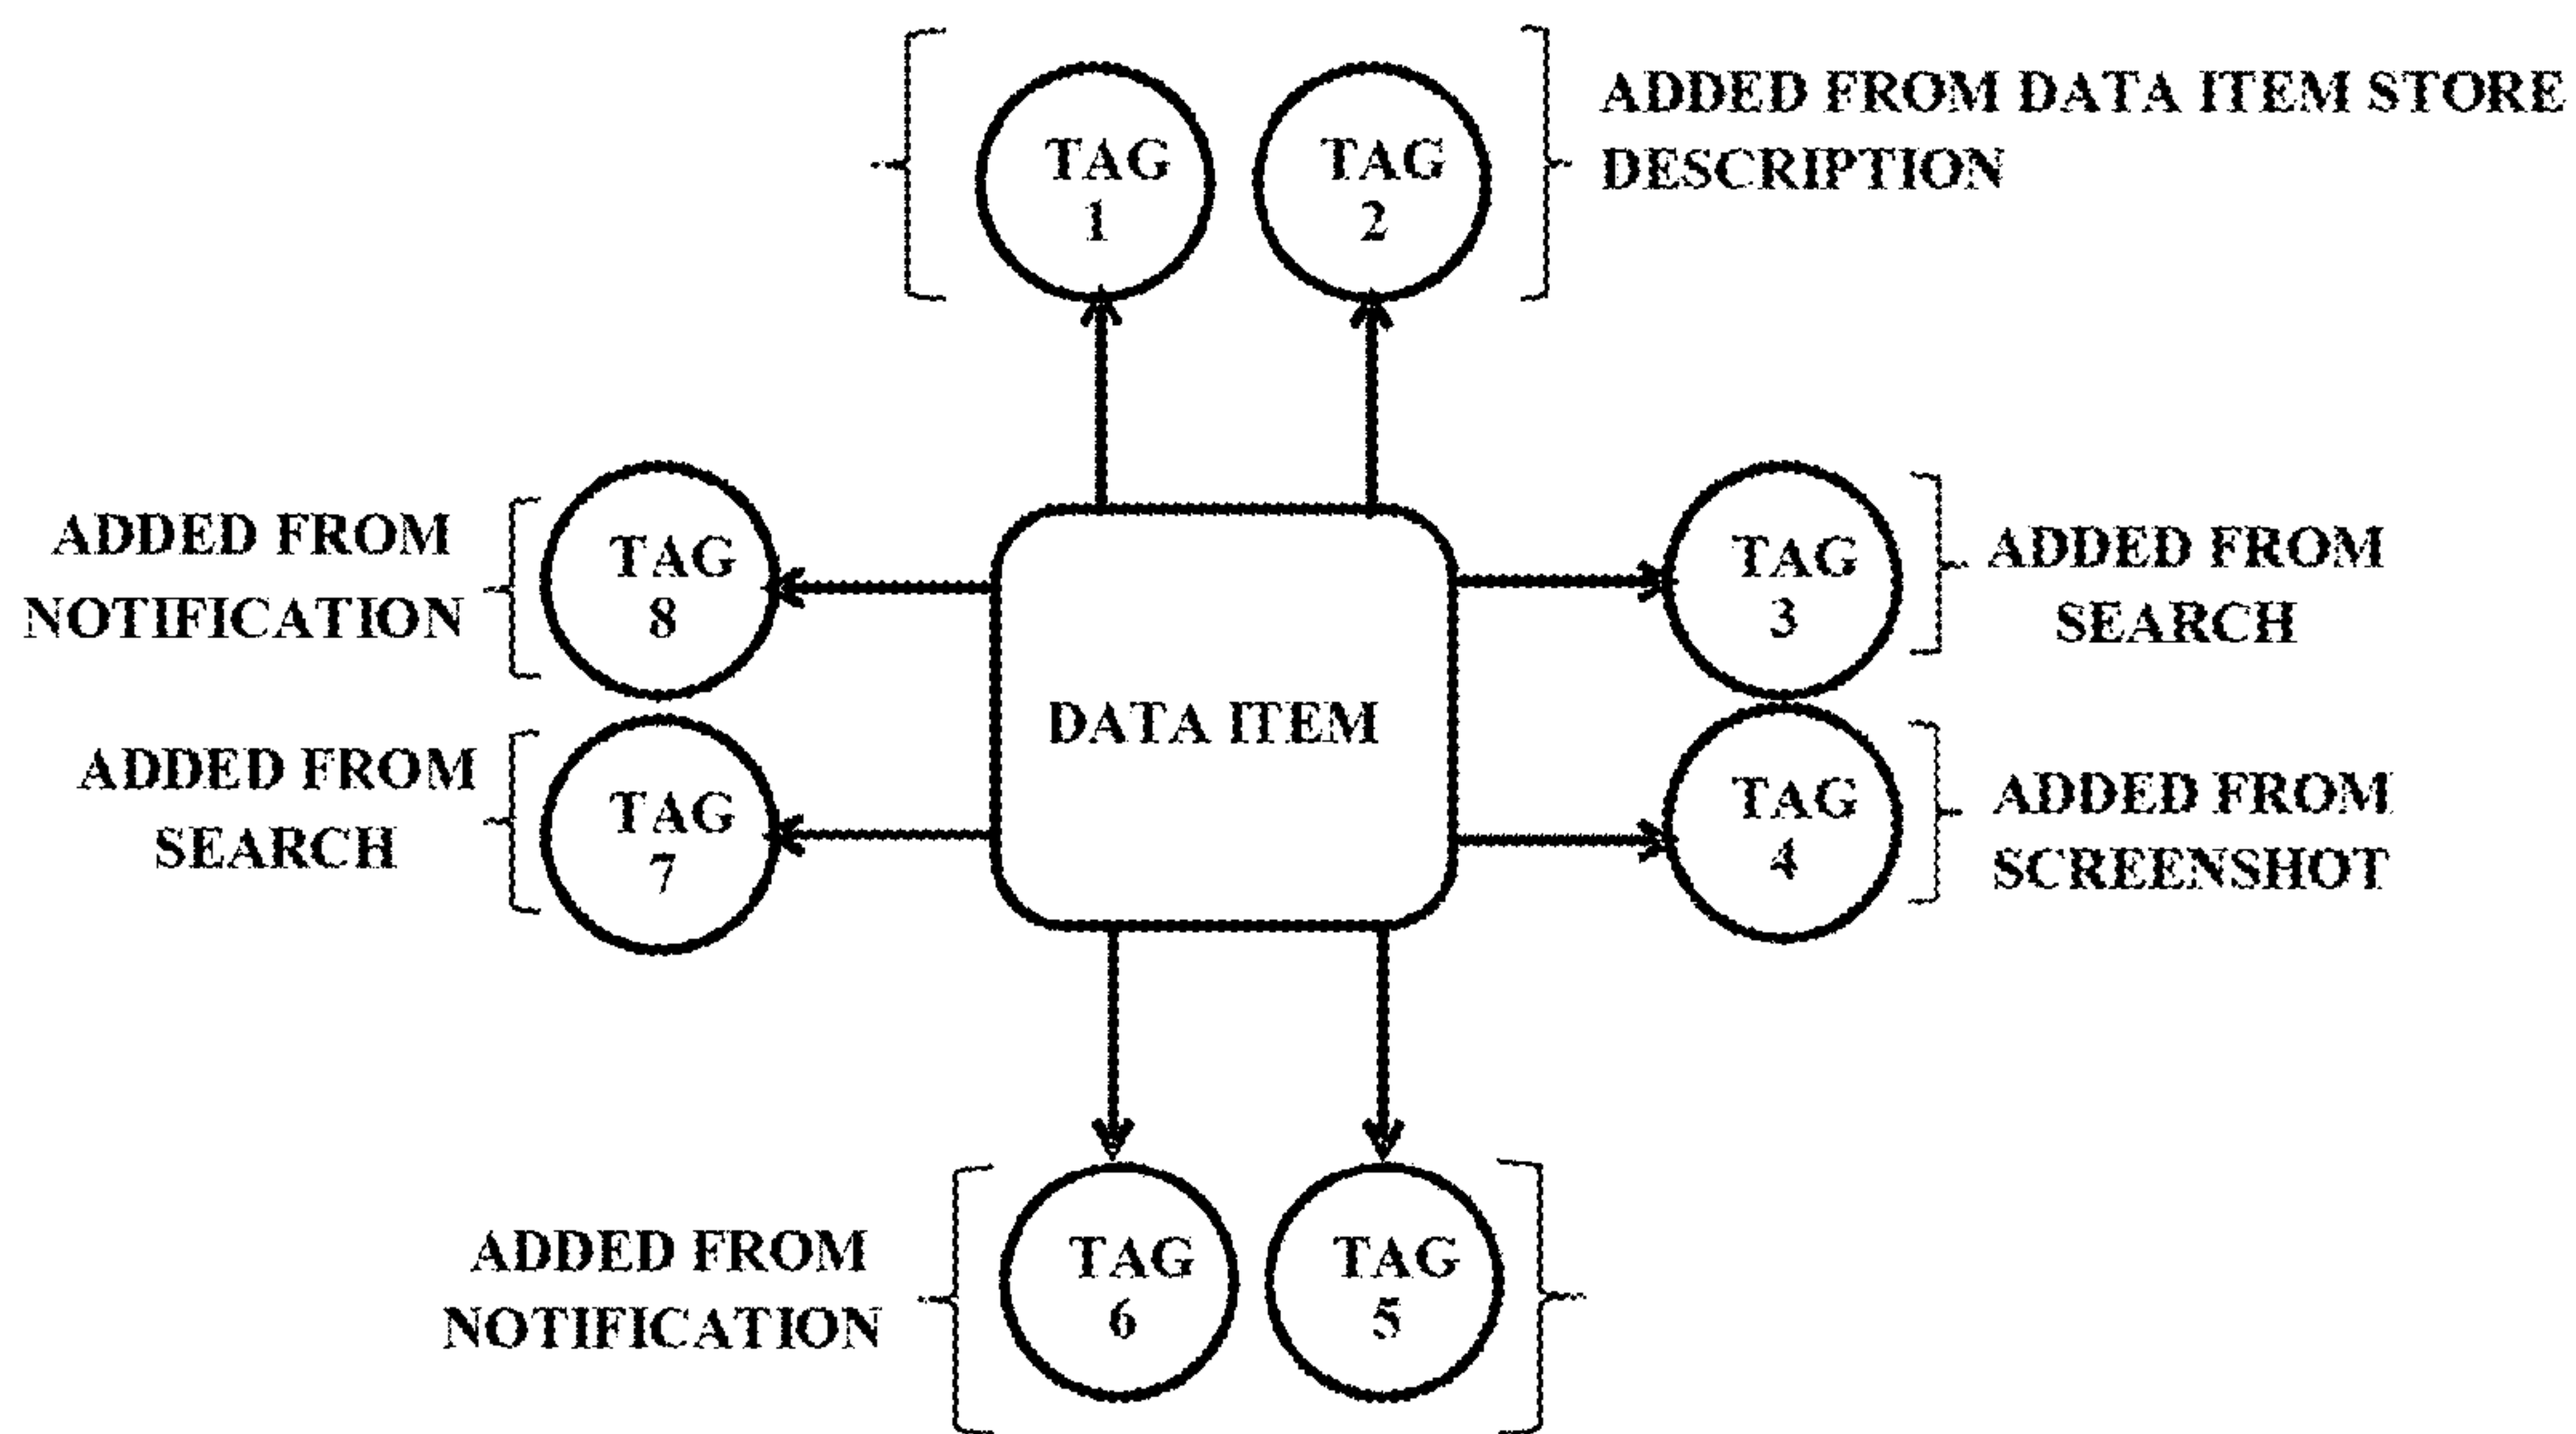 TAG
1
TAG
2
ADDED FROM DATA ITEM STORE
DESCRIPTION
ADDED FROM
NOTIFICATION
TAG
8
TAG
3
ADDED FROM
SEARCH
DATA ITEM
ADDED FROM
SEARCH
TAG
7
TAG
4
ADDED FROM
SCREENSHOT
ADDED FROM
NOTIFICATION
TAG
6
TAG
5